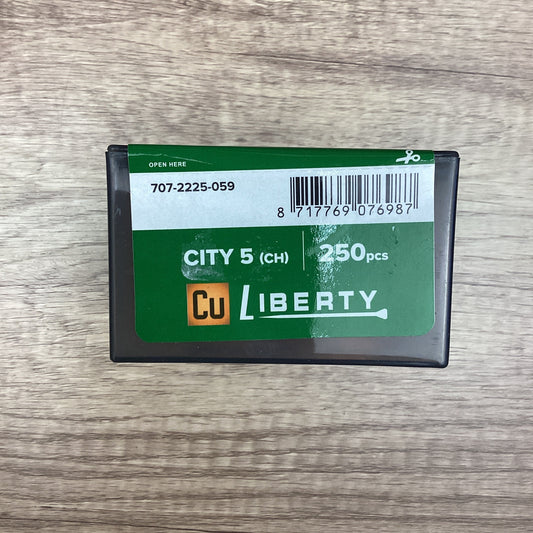 OPEN HERE
707-2225-059
8 717769 076987
CITY 5 (CH) 250pcs
Cu LIBERTY